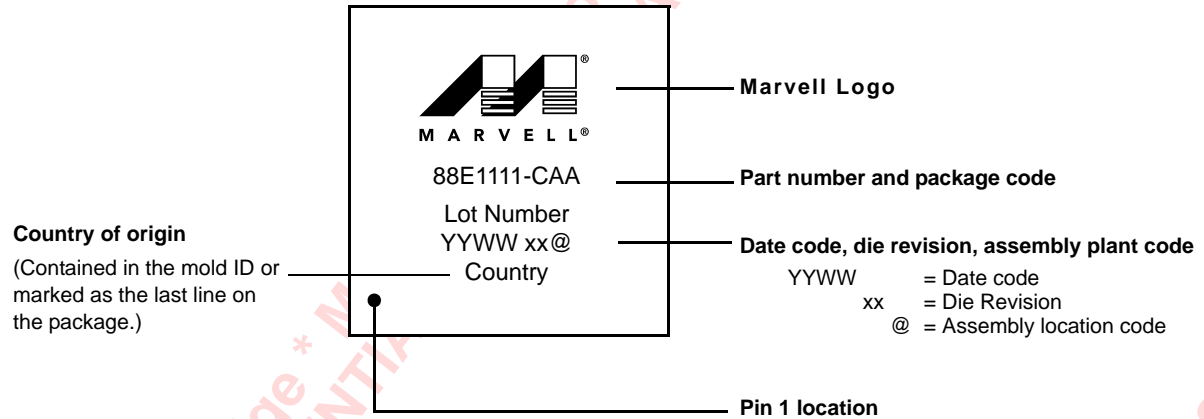 ®
MARVELL®
88E1111-CAA
Lot Number
YYWW xx@
Country
Marvell Logo
Part number and package code
Date code, die revision, assembly plant code
YYWW = Date code
xx = Die Revision
@ = Assembly location code
Pin 1 location
Country of origin
(Contained in the mold ID or
marked as the last line on
the package.)